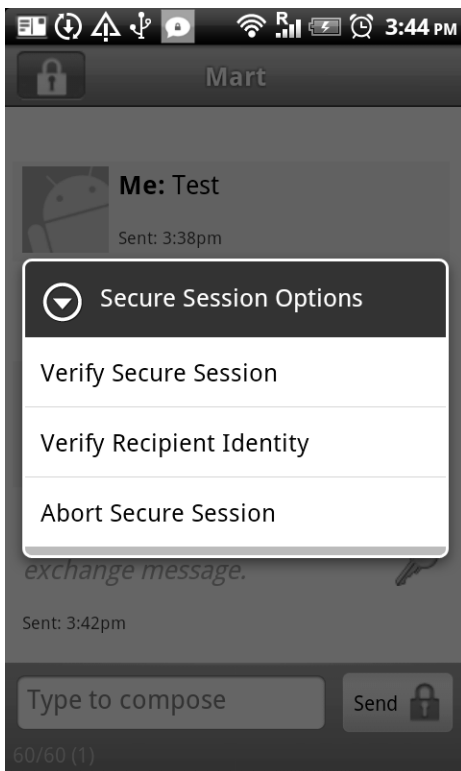 R
3:44 PM
Mart
Me: Test
Sent: 3:38pm
Secure Session Options
Verify Secure Session
Verify Recipient Identity
Abort Secure Session
exchange message.
Sent: 3:42pm
Type to compose
Send
60/60 (1)